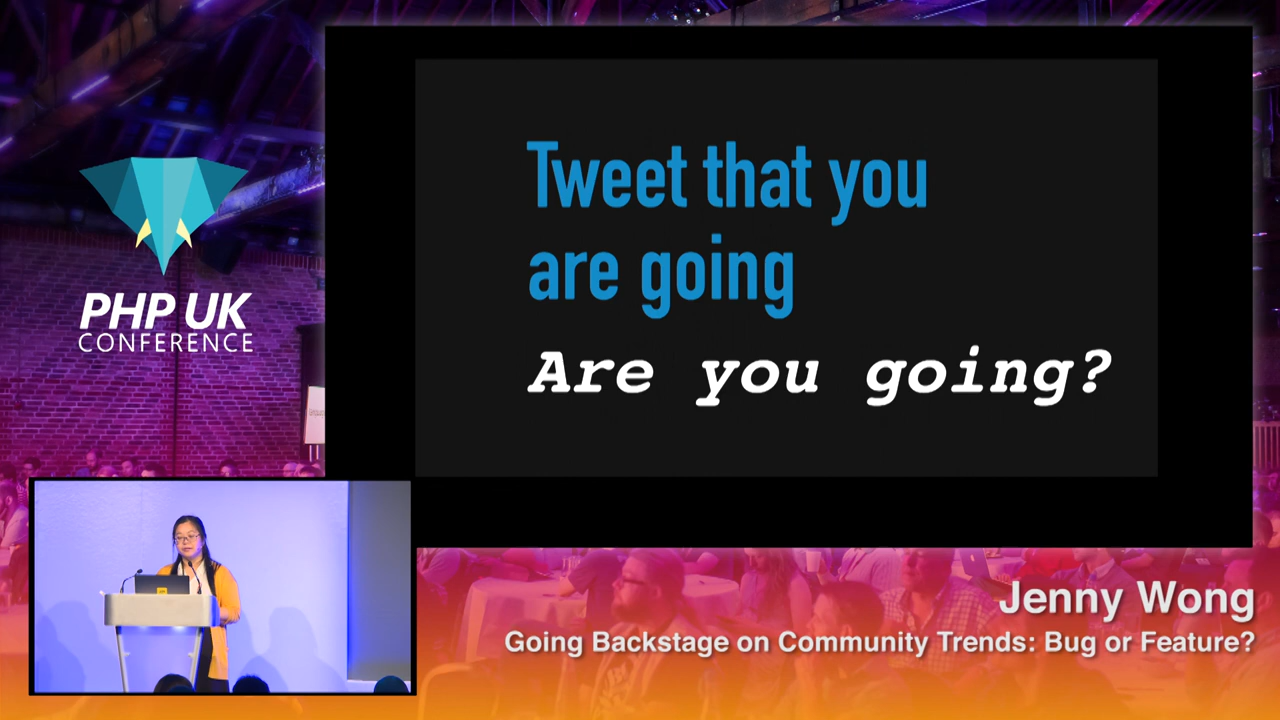 Tweet that you
are going
Are you going?
PHP UK
CONFERENCE
Jenny Wong
Going Backstage on Community Trends: Bug or Feature?